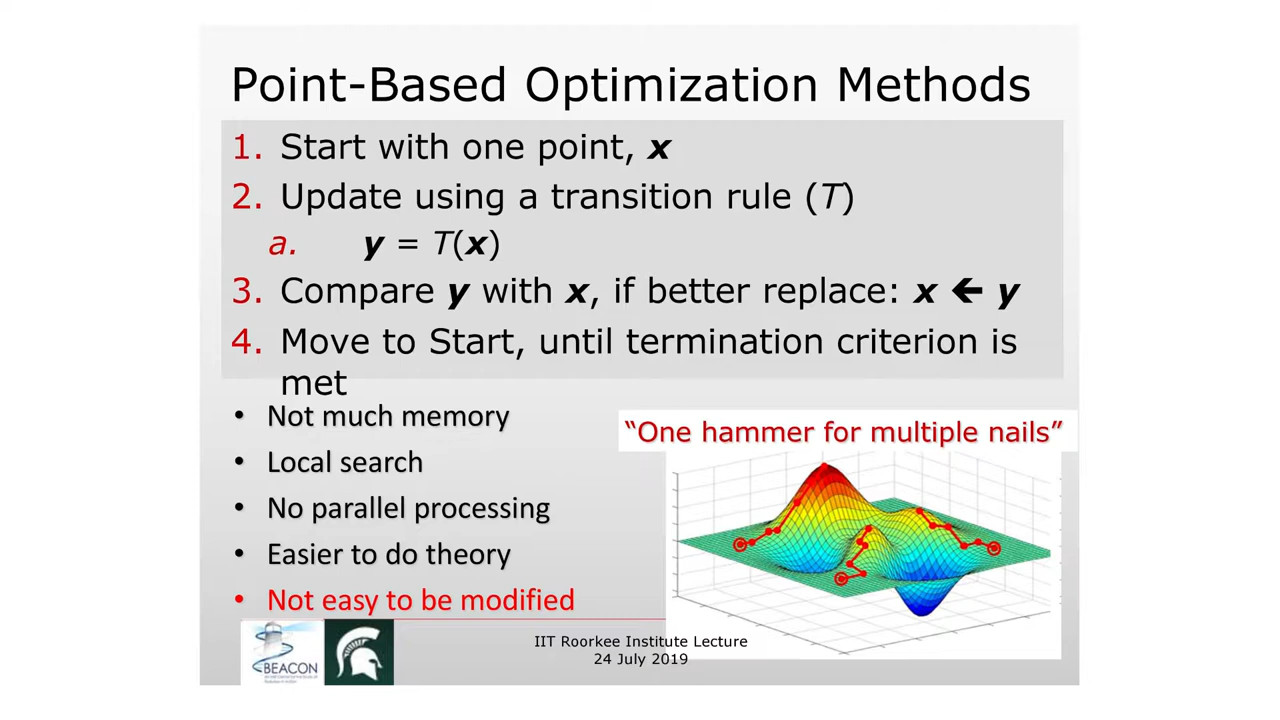 Point-Based Optimization Methods
1. Start with one point, x
2. Update using a transition rule (T)
a. y = T(x)
3. Compare y with x, if better replace: x 🡸 y
4. Move to Start, until termination criterion is
met
• Not much memory
• Local search
• No parallel processing
• Easier to do theory
• Not easy to be modified
“One hammer for multiple nails”
BEACON
IIT Roorkee Institute Lecture
24 July 2019